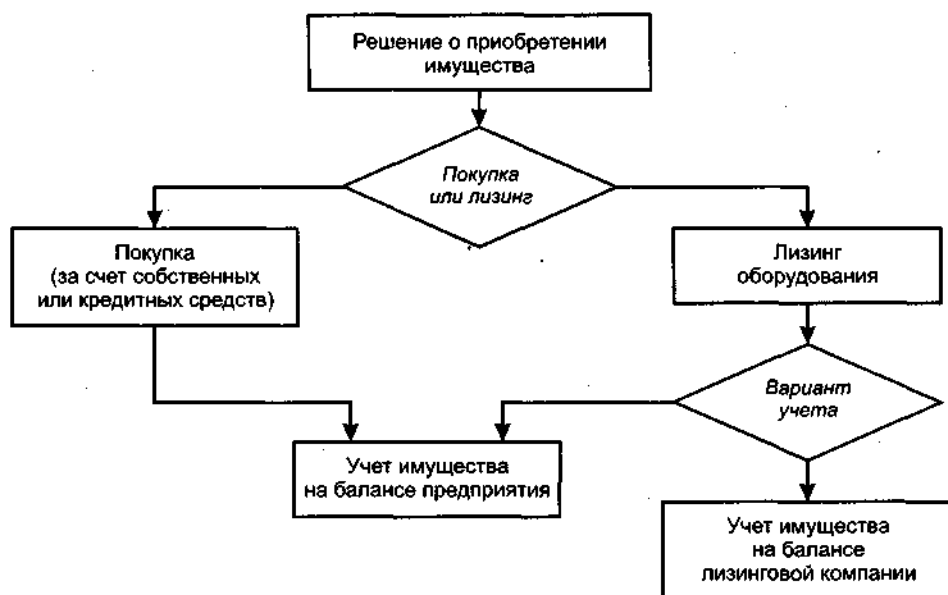 Решение о приобретении
имущества
Покупка
или лизинг
Покупка
(за счет собственных
или кредитных средств)
Лизинг
оборудования
Вариант
учета
Учет имущества
на балансе предприятия
Учет имущества
на балансе
лизинговой компании